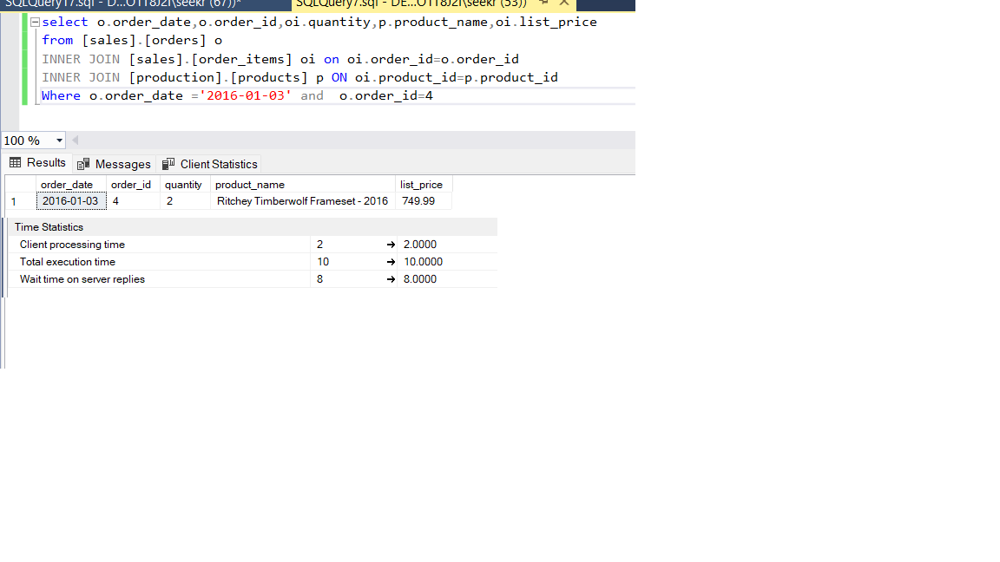 SQLQuery17.sql - D...OTT8J2I\seekr (67))* SQLQuery7.sql - DE...OTT8J2I\seekr (53))
select o.order_date,o.order_id,oi.quantity,p.product_name,oi.list_price
from [sales].[orders] o
INNER JOIN [sales].[order_items] oi on oi.order_id=o.order_id
INNER JOIN [production].[products] p ON oi.product_id=p.product_id
Where o.order_date ='2016-01-03' and  o.order_id=4
100 %
Results Messages Client Statistics
order_date order_id quantity product_name list_price
1 2016-01-03 4 2 Ritchey Timberwolf Frameset - 2016 749.99
Time Statistics
Client processing time 2 → 2.0000
Total execution time 10 → 10.0000
Wait time on server replies 8 → 8.0000